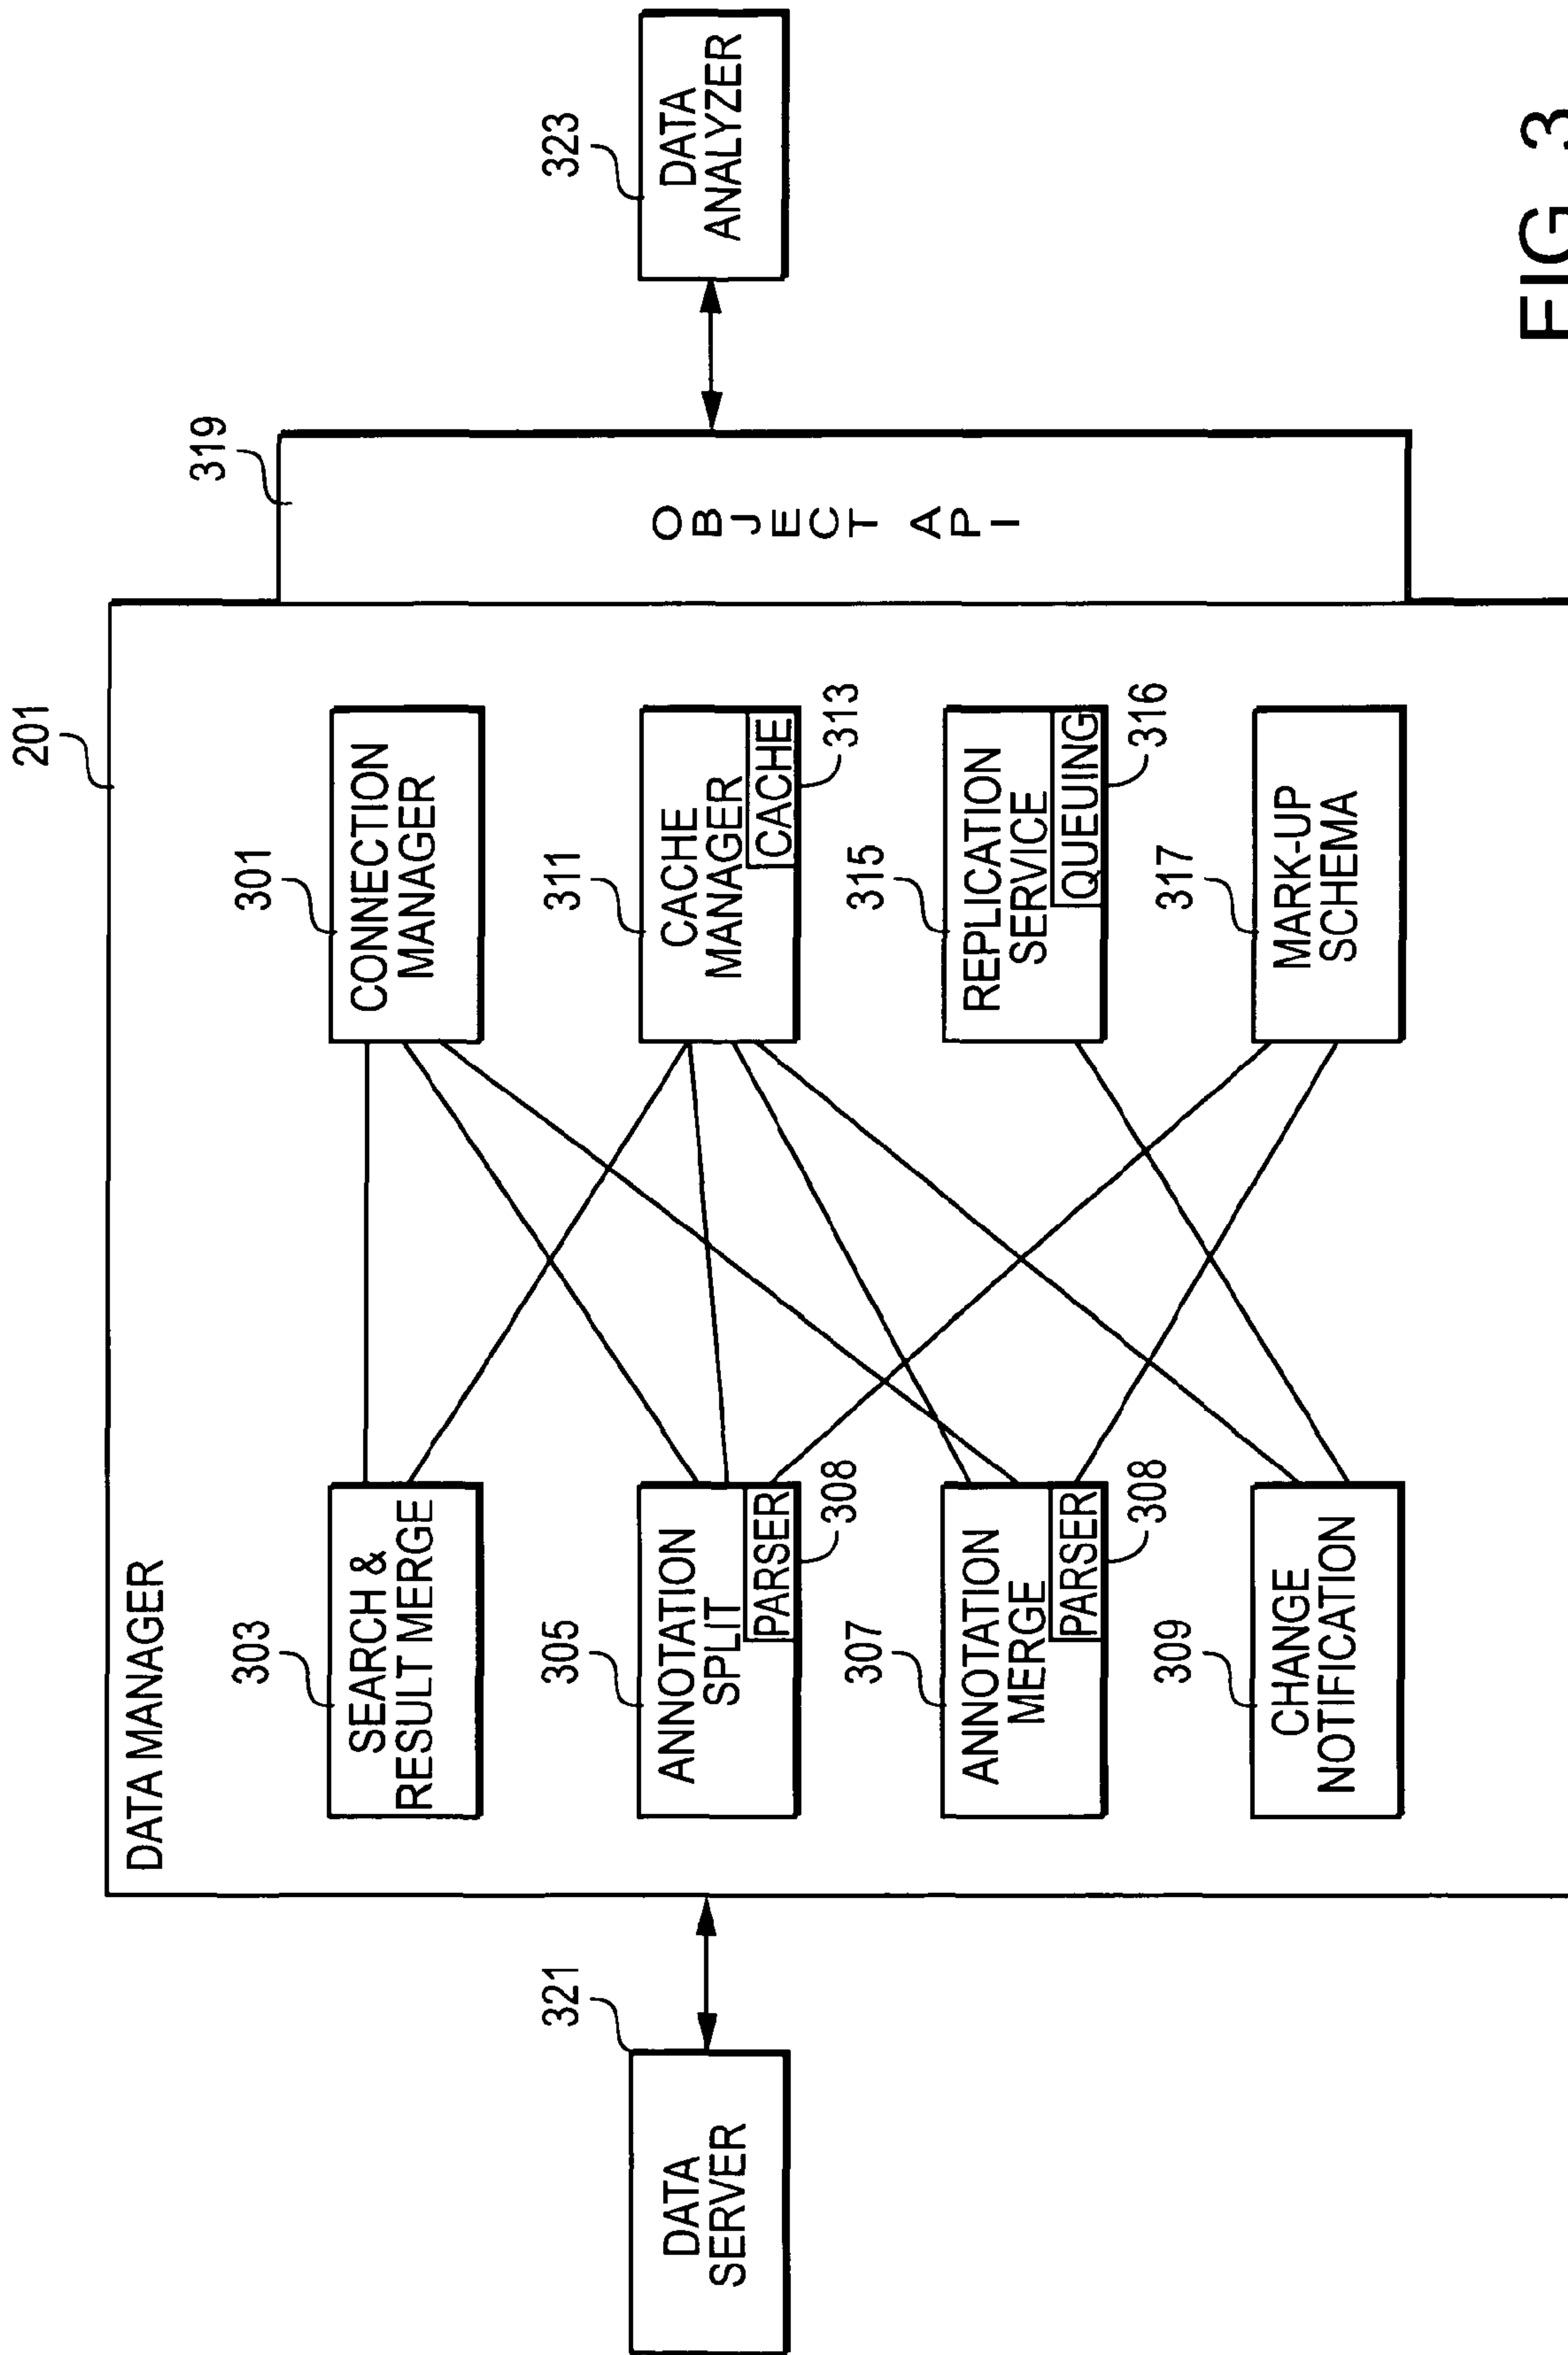 201
DATA MANAGER
303
SEARCH &
RESULT MERGE
301
CONNECTION
MANAGER
319
OBJECT API
321
DATA
SERVER
305
ANNOTATION
SPLIT
PARSER
308
311
CACHE
MANAGER
CACHE
313
323
DATA
ANALYZER
307
ANNOTATION
MERGE
PARSER
308
315
REPLICATION
SERVICE
QUEUING
316
309
CHANGE
NOTIFICATION
317
MARK-UP
SCHEMA
FIG. 3